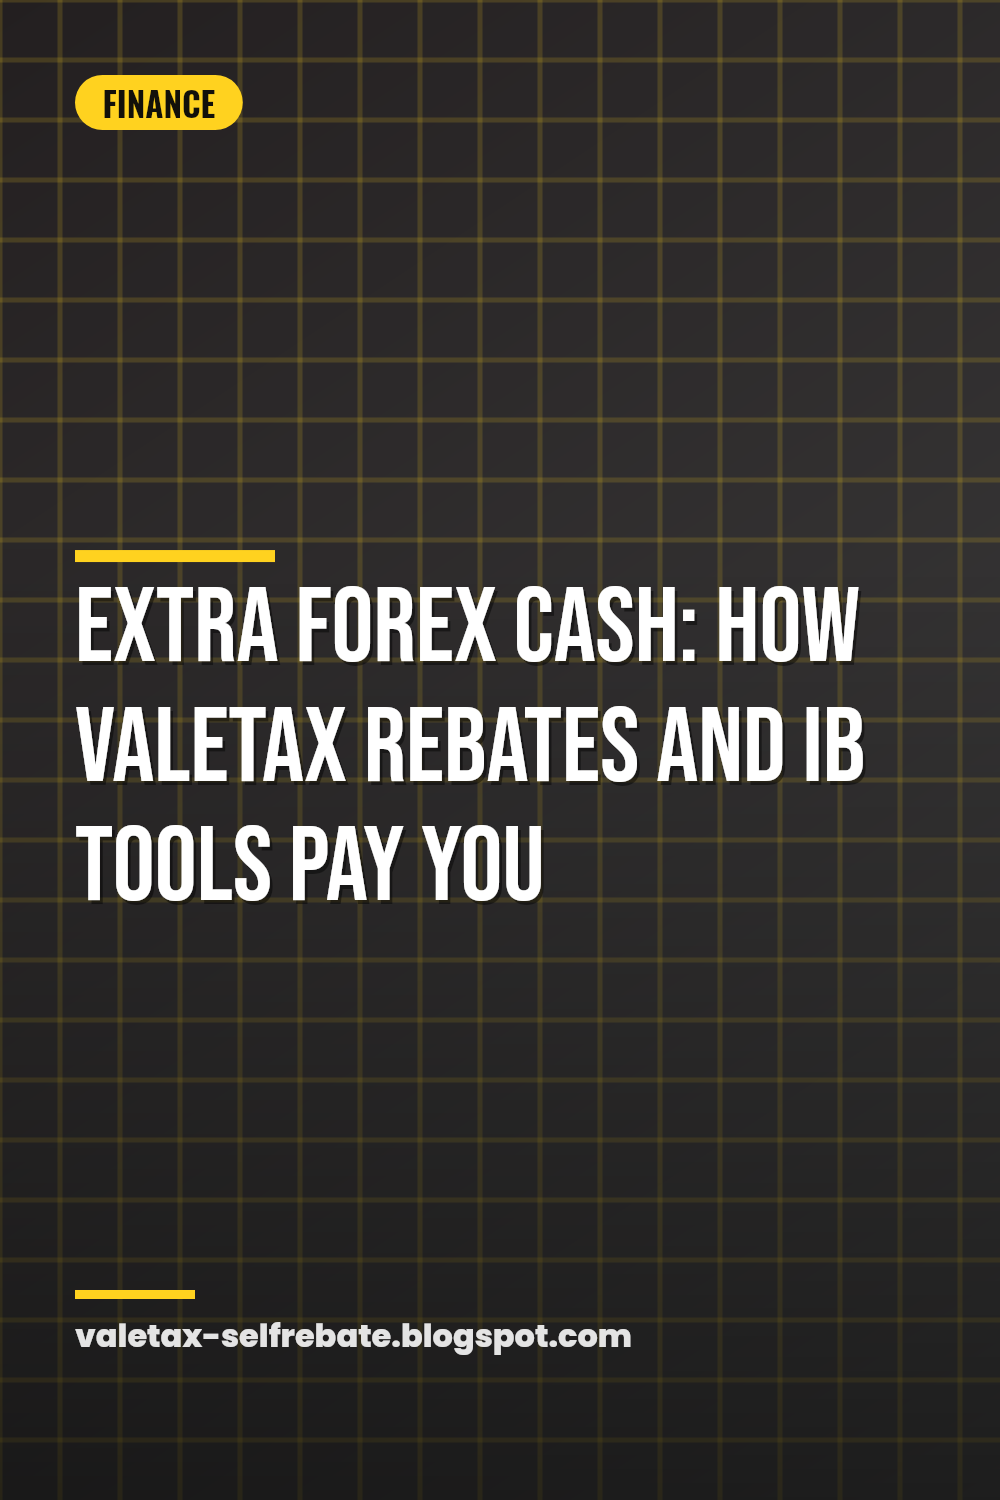 FINANCE
EXTRA FOREX CASH: HOW
VALETAX REBATES AND IB
TOOLS PAY YOU
valetax-selfrebate.blogspot.com